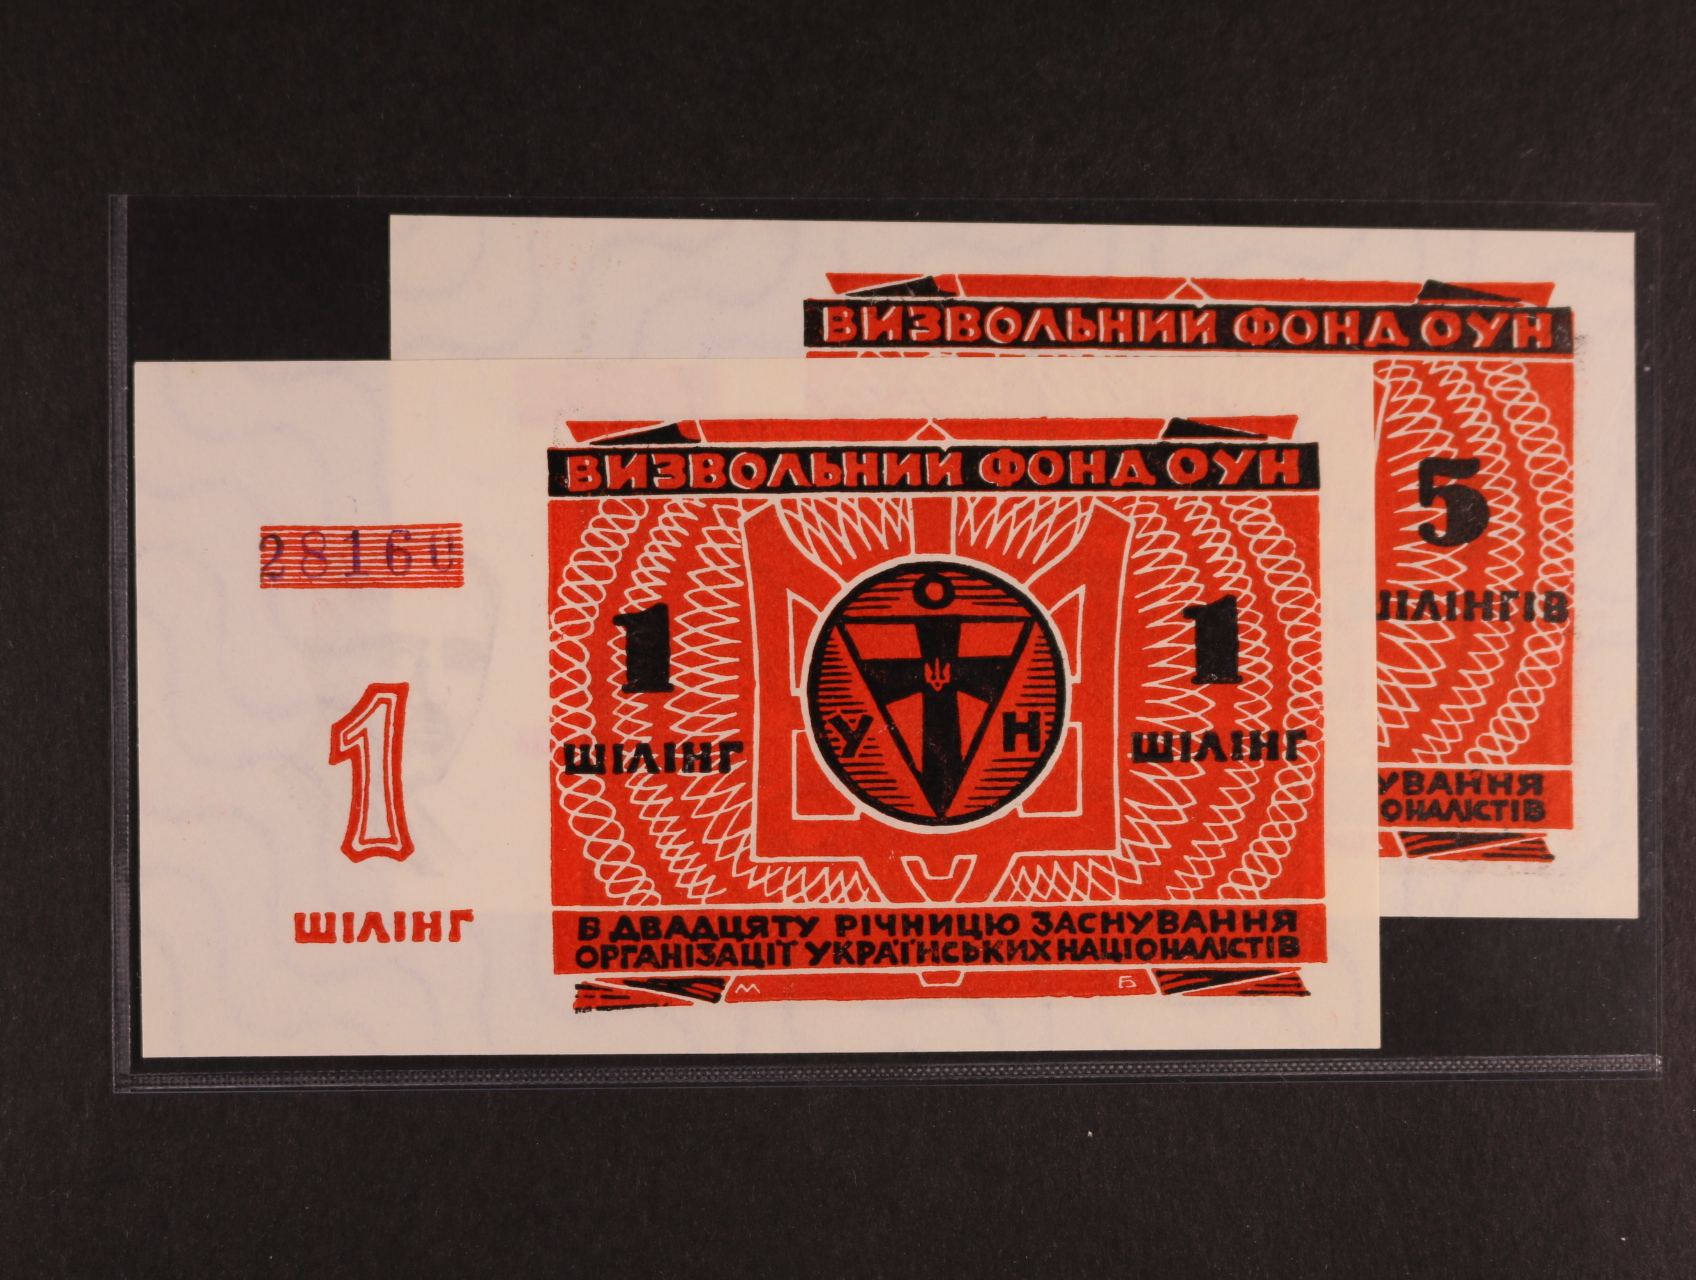 ВИЗВОЛЬНИЙ ФОНД ОУН
5
ШІЛІНГІВ
28160
1
ШІЛІНГ
ВИЗВОЛЬНИЙ ФОНД ОУН
1
ШІЛІНГ
О
У Н
1
ШІЛІНГ
В ДВАДЦЯТУ РІЧНИЦЮ ЗАСНУВАННЯ
ОРГАНІЗАЦІЇ УКРАЇНСЬКИХ НАЦІОНАЛІСТІВ
М Б
УВАННЯ
ОНАЛІСТІВ